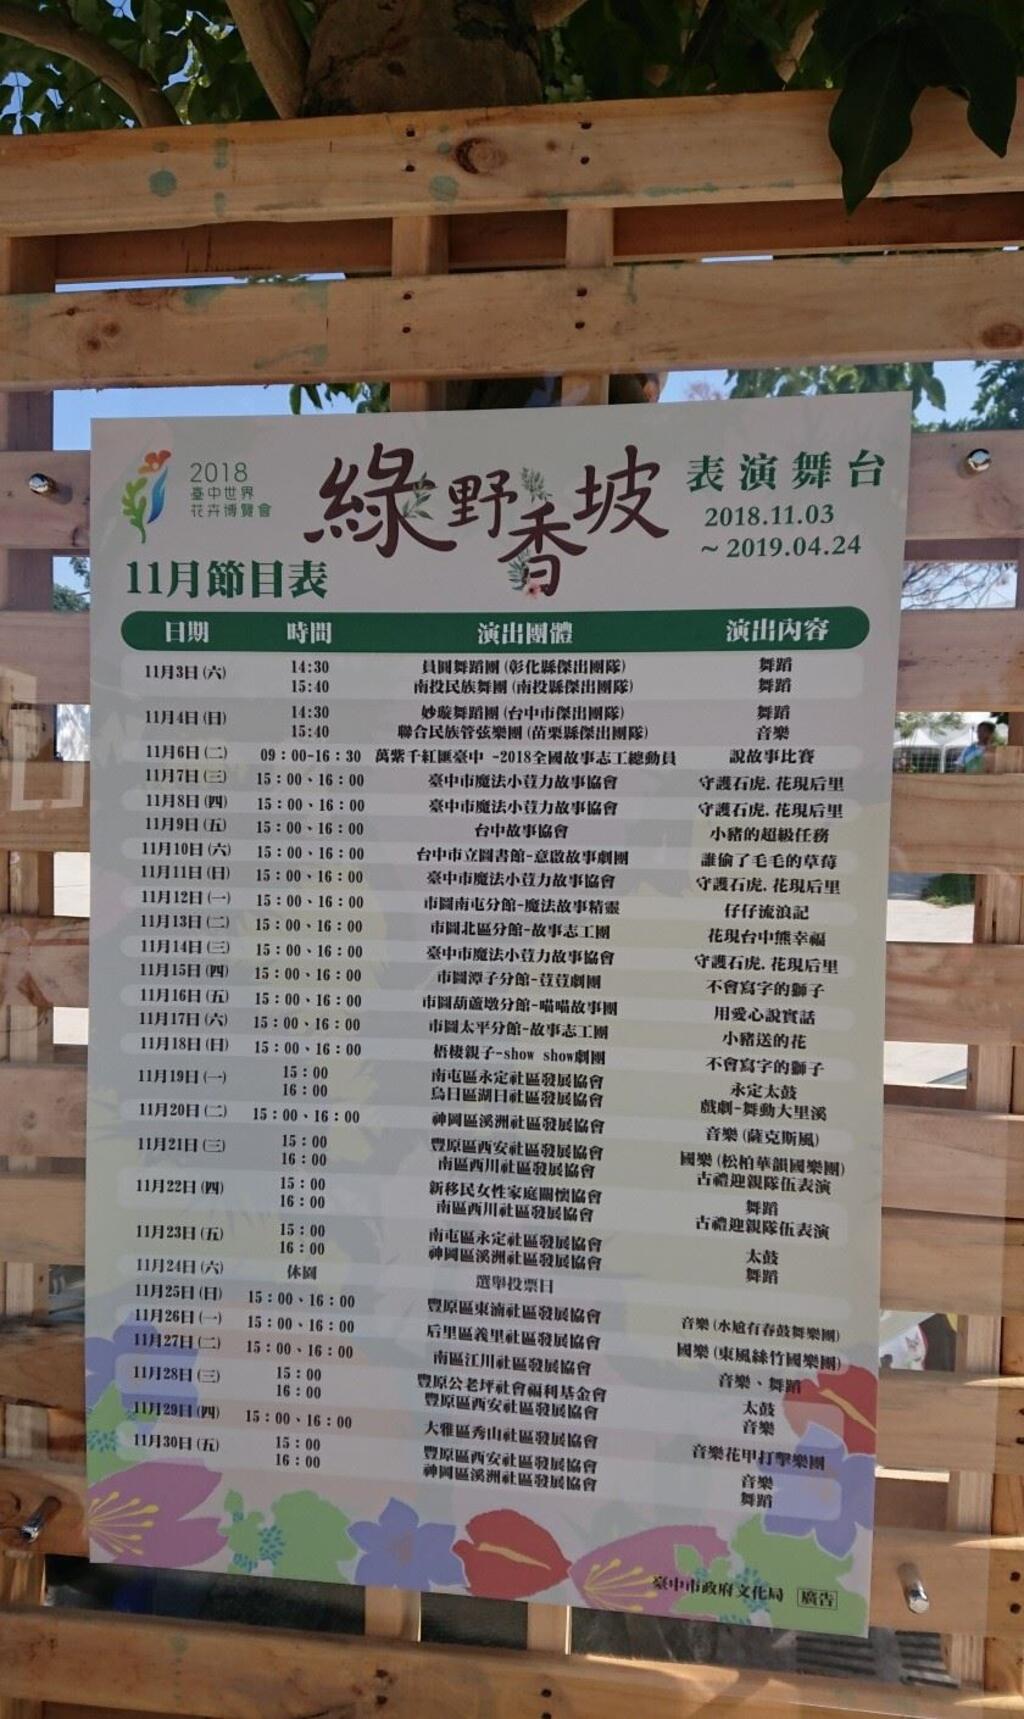 2018
臺中世界
花卉博覽會
綠野香坡
表演舞台
2018.11.03
~ 2019.04.24
11月節目表
日期 時間 演出團體 演出內容
11月3日(六) 14:30 員圓舞蹈團(彰化縣傑出團隊) 舞蹈
15:40 南投民族舞團(南投縣傑出團隊) 舞蹈
11月4日(日) 14:30 妙璇舞蹈團(台中市傑出團隊) 舞蹈
15:40 聯合民族管弦樂團(苗栗縣傑出團隊) 音樂
11月6日(二) 09:00-16:30 萬紫千紅匯臺中 -2018全國故事志工總動員 說故事比賽
11月7日(三) 15:00、16:00 臺中市魔法小荳力故事協會 守護石虎.花現后里
11月8日(四) 15:00、16:00 臺中市魔法小荳力故事協會 守護石虎.花現后里
11月9日(五) 15:00、16:00 台中故事協會 小豬的超級任務
11月10日(六) 15:00、16:00 台中市立圖書館-意啟故事劇團 誰偷了毛毛的草莓
11月11日(日) 15:00、16:00 臺中市魔法小荳力故事協會 守護石虎.花現后里
11月12日(一) 15:00、16:00 市圖南屯分館-魔法故事精靈 仔仔流浪記
11月13日(二) 15:00、16:00 市圖北區分館-故事志工團 花現台中熊幸福
11月14日(三) 15:00、16:00 臺中市魔法小荳力故事協會 守護石虎.花現后里
11月15日(四) 15:00、16:00 市圖潭子分館-荳荳劇團 不會寫字的獅子
11月16日(五) 15:00、16:00 市圖葫蘆墩分館-喵喵故事團 用愛心說實話
11月17日(六) 15:00、16:00 市圖太平分館-故事志工團 小豬送的花
11月18日(日) 15:00、16:00 梧棲親子-show show劇團 不會寫字的獅子
11月19日(一) 15:00 南屯區永定社區發展協會 永定太鼓
16:00 烏日區湖日社區發展協會 戲劇-舞動大里溪
11月20日(二) 15:00、16:00 神岡區溪洲社區發展協會 音樂(薩克斯風)
11月21日(三) 15:00 豐原區西安社區發展協會 國樂(松柏華韻國樂團)
16:00 南區西川社區發展協會 古禮迎親隊伍表演
11月22日(四) 15:00 新移民女性家庭關懷協會 舞蹈
16:00 南區西川社區發展協會 古禮迎親隊伍表演
11月23日(五) 15:00 南屯區永定社區發展協會 太鼓
16:00 神岡區溪洲社區發展協會 舞蹈
11月24日(六) 休園 選舉投票日
11月25日(日) 15:00、16:00 豐原區東湳社區發展協會 音樂(水尾有春鼓舞樂團)
11月26日(一) 15:00、16:00 后里區義里社區發展協會 國樂(東風絲竹國樂團)
11月27日(二) 15:00、16:00 南區江川社區發展協會 音樂、舞蹈
11月28日(三) 15:00 豐原公老坪社會福利基金會 太鼓
16:00 豐原區西安社區發展協會 音樂
11月29日(四) 15:00、16:00 大雅區秀山社區發展協會 音樂花甲打擊樂團
11月30日(五) 15:00 豐原區西安社區發展協會 音樂
16:00 神岡區溪洲社區發展協會 舞蹈
臺中市政府文化局 廣告